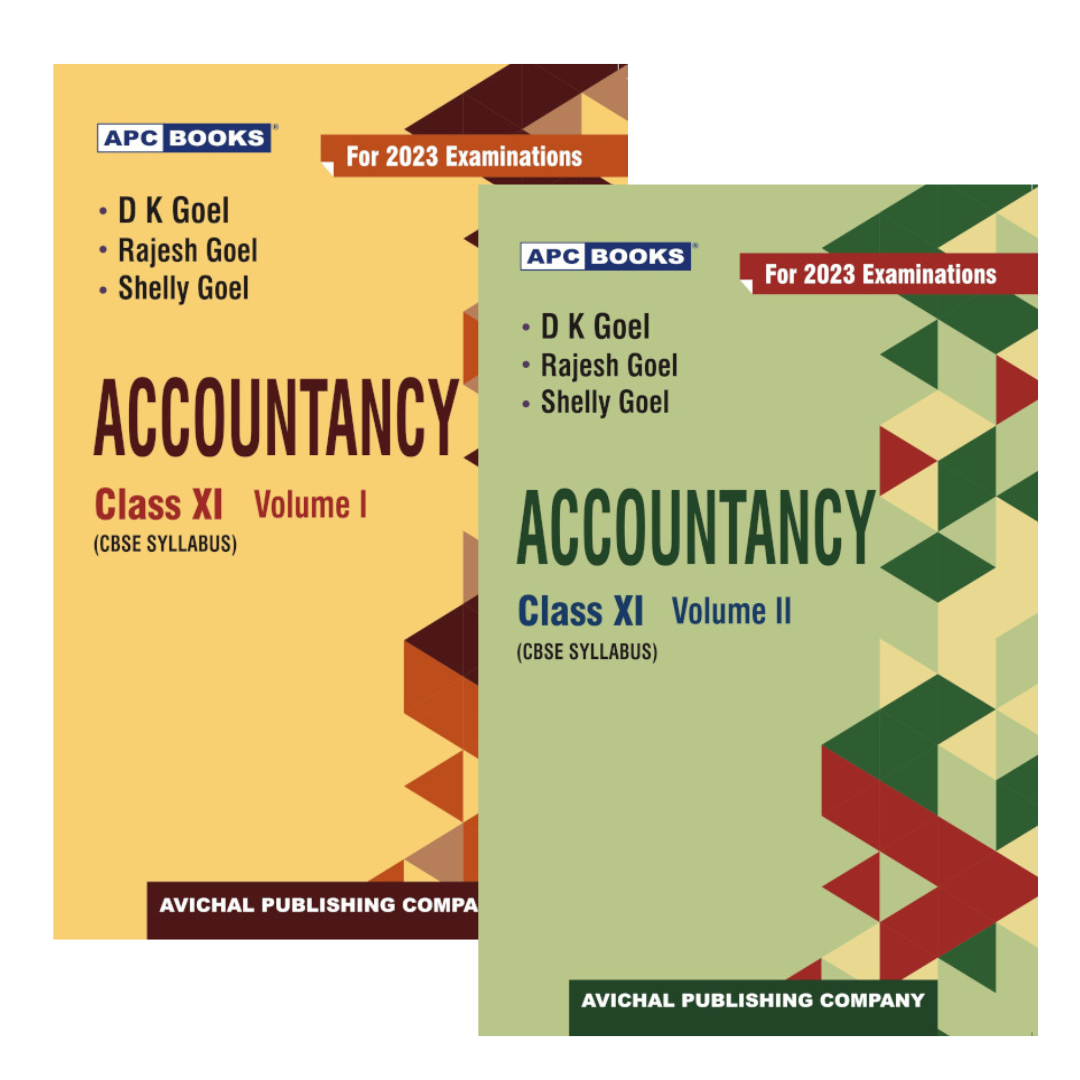 APC BOOKS®
For 2023 Examinations
• D K Goel
• Rajesh Goel
• Shelly Goel
ACCOUNTANCY
Class XI Volume I
(CBSE SYLLABUS)
AVICHAL PUBLISHING COMPA
APC BOOKS®
For 2023 Examinations
• D K Goel
• Rajesh Goel
• Shelly Goel
ACCOUNTANCY
Class XI Volume II
(CBSE SYLLABUS)
AVICHAL PUBLISHING COMPANY